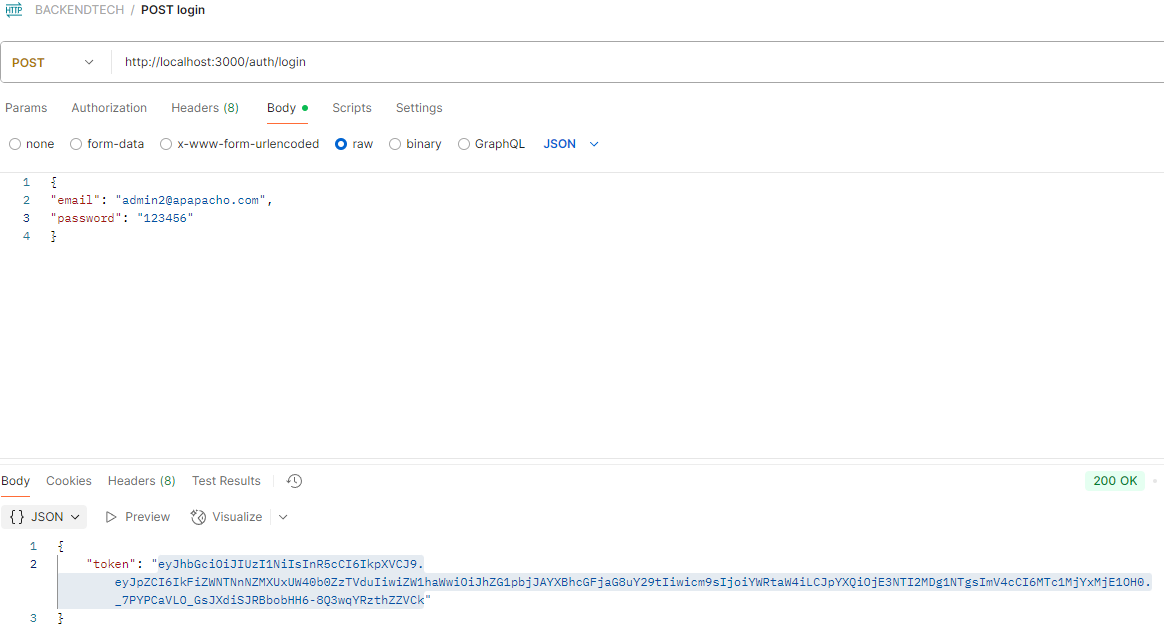 HTTP BACKENDTECH / POST login
POST http://localhost:3000/auth/login
Params Authorization Headers (8) Body Scripts Settings
none form-data x-www-form-urlencoded raw binary GraphQL JSON
1 {
2 "email": "admin2@apapacho.com",
3 "password": "123456"
4 }
Body Cookies Headers (8) Test Results 200 OK
{} JSON Preview Visualize
1 {
2 "token": "eyJhbGciOiJIUzI1NiIsInR5cCI6IkpXVCJ9.
eyJpZCI6IkFiZWNTNnNZMXUxUW40b0ZzTVduIiwiZW1haWwiOiJhZG1pbjJAYXBhcGFjaG8uY29tIiwicm9sIjoiYWRtaW4iLCJpYXQiOjE3NTI2MDg1NTgsImV4cCI6MTc1MjYxMjE1OH0.
_7PYPCaVLO_GsJXdiSJRBbobHH6-8Q3wqYRzthZZVCk"
3 }